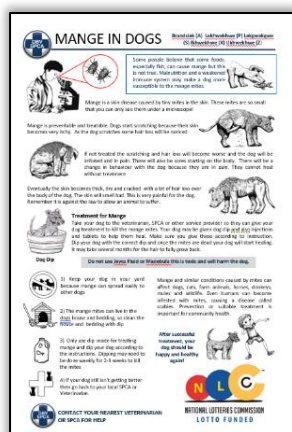 MANGE IN DOGS
Brandsiek (A) Lekhwekhwe (P) Lekgwekgwe
(S) Ukhwekhwe (X) Ukhwekhwe (Z)
Some people believe that some foods,
especially fish, can cause mange but this
is not true. Malnutrition and a weakened
immune system may make a dog more
susceptible to the mange mites.
Mange is a skin disease caused by tiny mites in the skin. These mites are so small
that you can only see them under a microscope!
Mange is preventable and treatable. Dogs start scratching because their skin
becomes very itchy. As the dog scratches some hair loss will be noticed.
If not treated the scratching and hair loss will become worse and the dog will be
irritated and in pain. There will also be sores starting on the body. There will be a
change in behaviour with the dog because they are in pain. They cannot heal
without treatment
Eventually the skin becomes thick, dry and cracked with a lot of hair loss over
the body of the dog. The skin will smell bad. This is very painful for the dog.
Remember it is against the law to allow an animal to suffer.
Treatment for Mange
Take your dog to the veterinarian, SPCA or other service provider so they can give your
dog treatment to kill the mange mites. Your dog may be given dog dip and also injections
and tablets to help them heal. Make sure you give these according to instruction.
Dip your dog with the correct dip and once the mites are dead your dog will start healing.
It may take several months for the hair to fully grow back.
Dog Dip
Do not use Jeyes Fluid or Mazabula this is toxic and will harm the dog.
1) Keep your dog in your yard
because mange can spread easily to
other dogs
2) The mange mites can live in the
dogs house and bedding, so clean the
house and bedding with dip
3) Only use dip made for treating
mange and dip your dog according to
the instructions. Dipping may need to
be done weekly for 2-3 weeks to kill
the mites
4) If your dog still isn't getting better
then go back to your local SPCA or
Veterinarian.
Mange and similar conditions caused by mites can
affect dogs, cats, farm animals, horses, donkeys,
mules and wildlife. Even humans can become
infested with mites, causing a disease called
scabies. Prevention or suitable treatment is
important for community health.
After successful
treatment, your
dog should be
happy and healthy
again!
NLC
NATIONAL LOTTERIES COMMISSION
LOTTO FUNDED
CONTACT YOUR NEAREST VETERINARIAN
OR SPCA FOR HELP